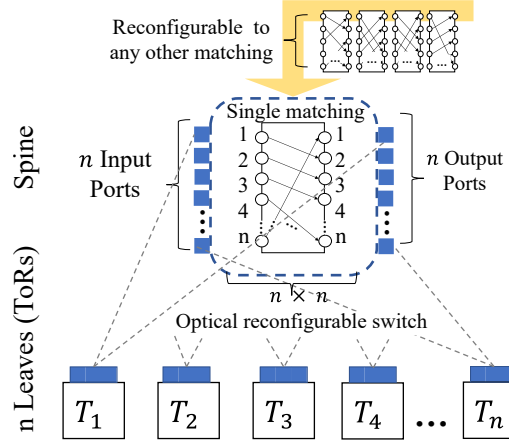 Reconfigurable to
any other matching
... ... ... ...
Single matching
Spine
n Input
Ports
1 1
2 2
3 3
4 4
n n
n Output
Ports
n × n
Optical reconfigurable switch
n Leaves (ToRs)
T1 T2 T3 T4 ... Tn